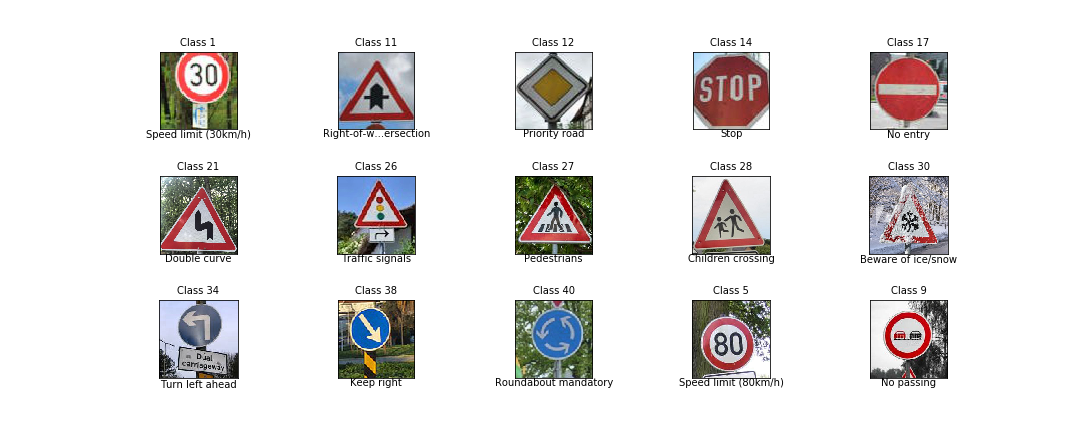 Class 1
30
Speed limit (30km/h)
Class 11
Right-of-w...ersection
Class 12
Priority road
Class 14
STOP
Stop
Class 17
No entry
Class 21
Double curve
Class 26
Traffic signals
Class 27
Pedestrians
Class 28
Children crossing
Class 30
Beware of ice/snow
Class 34
Dual
carriageway
Turn left ahead
Class 38
Keep right
Class 40
Roundabout mandatory
Class 5
80
Speed limit (80km/h)
Class 9
No passing